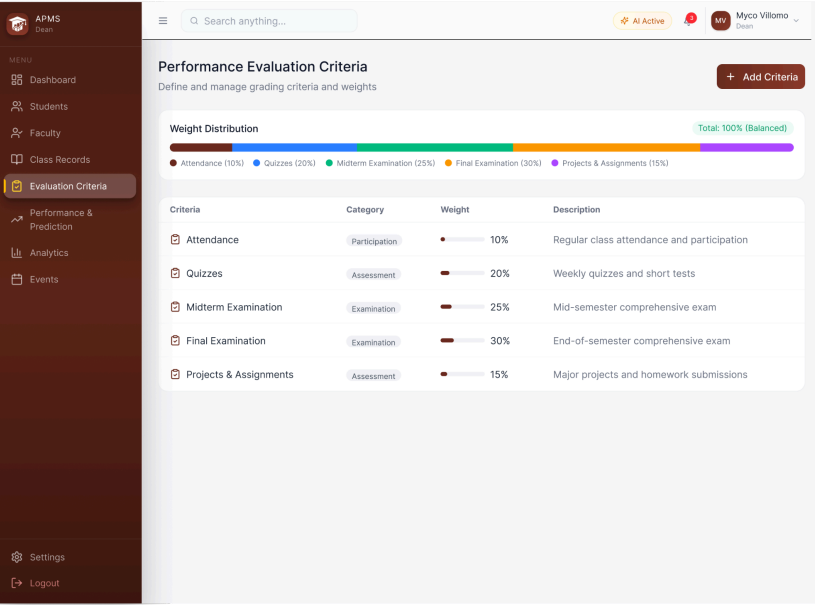 APMS
Dean
MENU
Dashboard
Students
Faculty
Class Records
Evaluation Criteria
Performance &
Prediction
Analytics
Events
Settings
Logout
Search anything...
AI Active
3
MV
Myco Villomo
Dean
Performance Evaluation Criteria
Define and manage grading criteria and weights
+ Add Criteria
Weight Distribution
Total: 100% (Balanced)
Attendance (10%) Quizzes (20%) Midterm Examination (25%) Final Examination (30%) Projects & Assignments (15%)
Criteria Category Weight Description
Attendance Participation 10% Regular class attendance and participation
Quizzes Assessment 20% Weekly quizzes and short tests
Midterm Examination Examination 25% Mid-semester comprehensive exam
Final Examination Examination 30% End-of-semester comprehensive exam
Projects & Assignments Assessment 15% Major projects and homework submissions